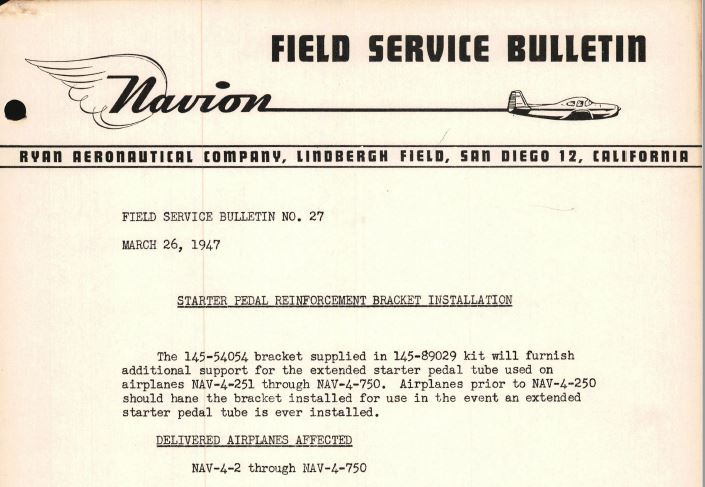 FIELD SERVICE BULLETIN
Navion
RYAN AERONAUTICAL COMPANY, LINDBERGH FIELD, SAN DIEGO 12, CALIFORNIA
FIELD SERVICE BULLETIN NO. 27
MARCH 26, 1947
STARTER PEDAL REINFORCEMENT BRACKET INSTALLATION
The 145-54054 bracket supplied in 145-89029 kit will furnish
additional support for the extended starter pedal tube used on
airplanes NAV-4-251 through NAV-4-750. Airplanes prior to NAV-4-250
should hane the bracket installed for use in the event an extended
starter pedal tube is ever installed.
DELIVERED AIRPLANES AFFECTED
NAV-4-2 through NAV-4-750